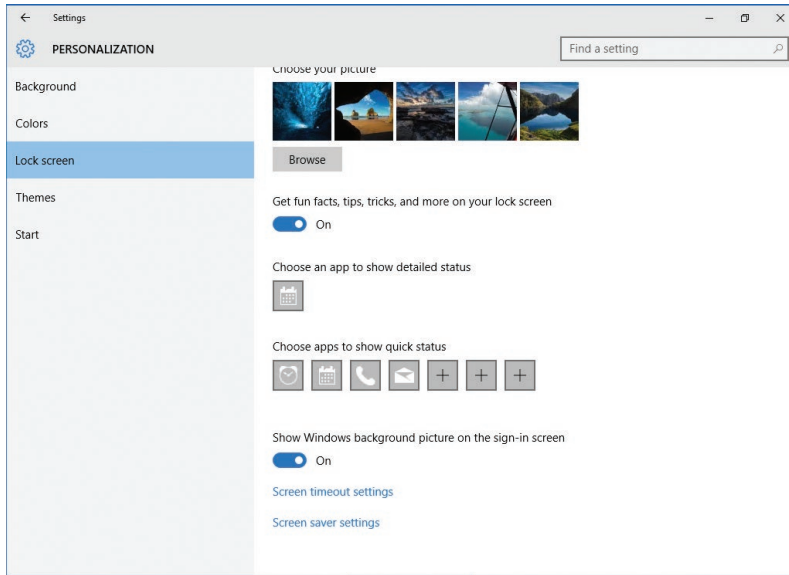 Settings
PERSONALIZATION
Find a setting
Background
Colors
Lock screen
Themes
Start
Choose your picture
Browse
Get fun facts, tips, tricks, and more on your lock screen
On
Choose an app to show detailed status
Choose apps to show quick status
Show Windows background picture on the sign-in screen
On
Screen timeout settings
Screen saver settings